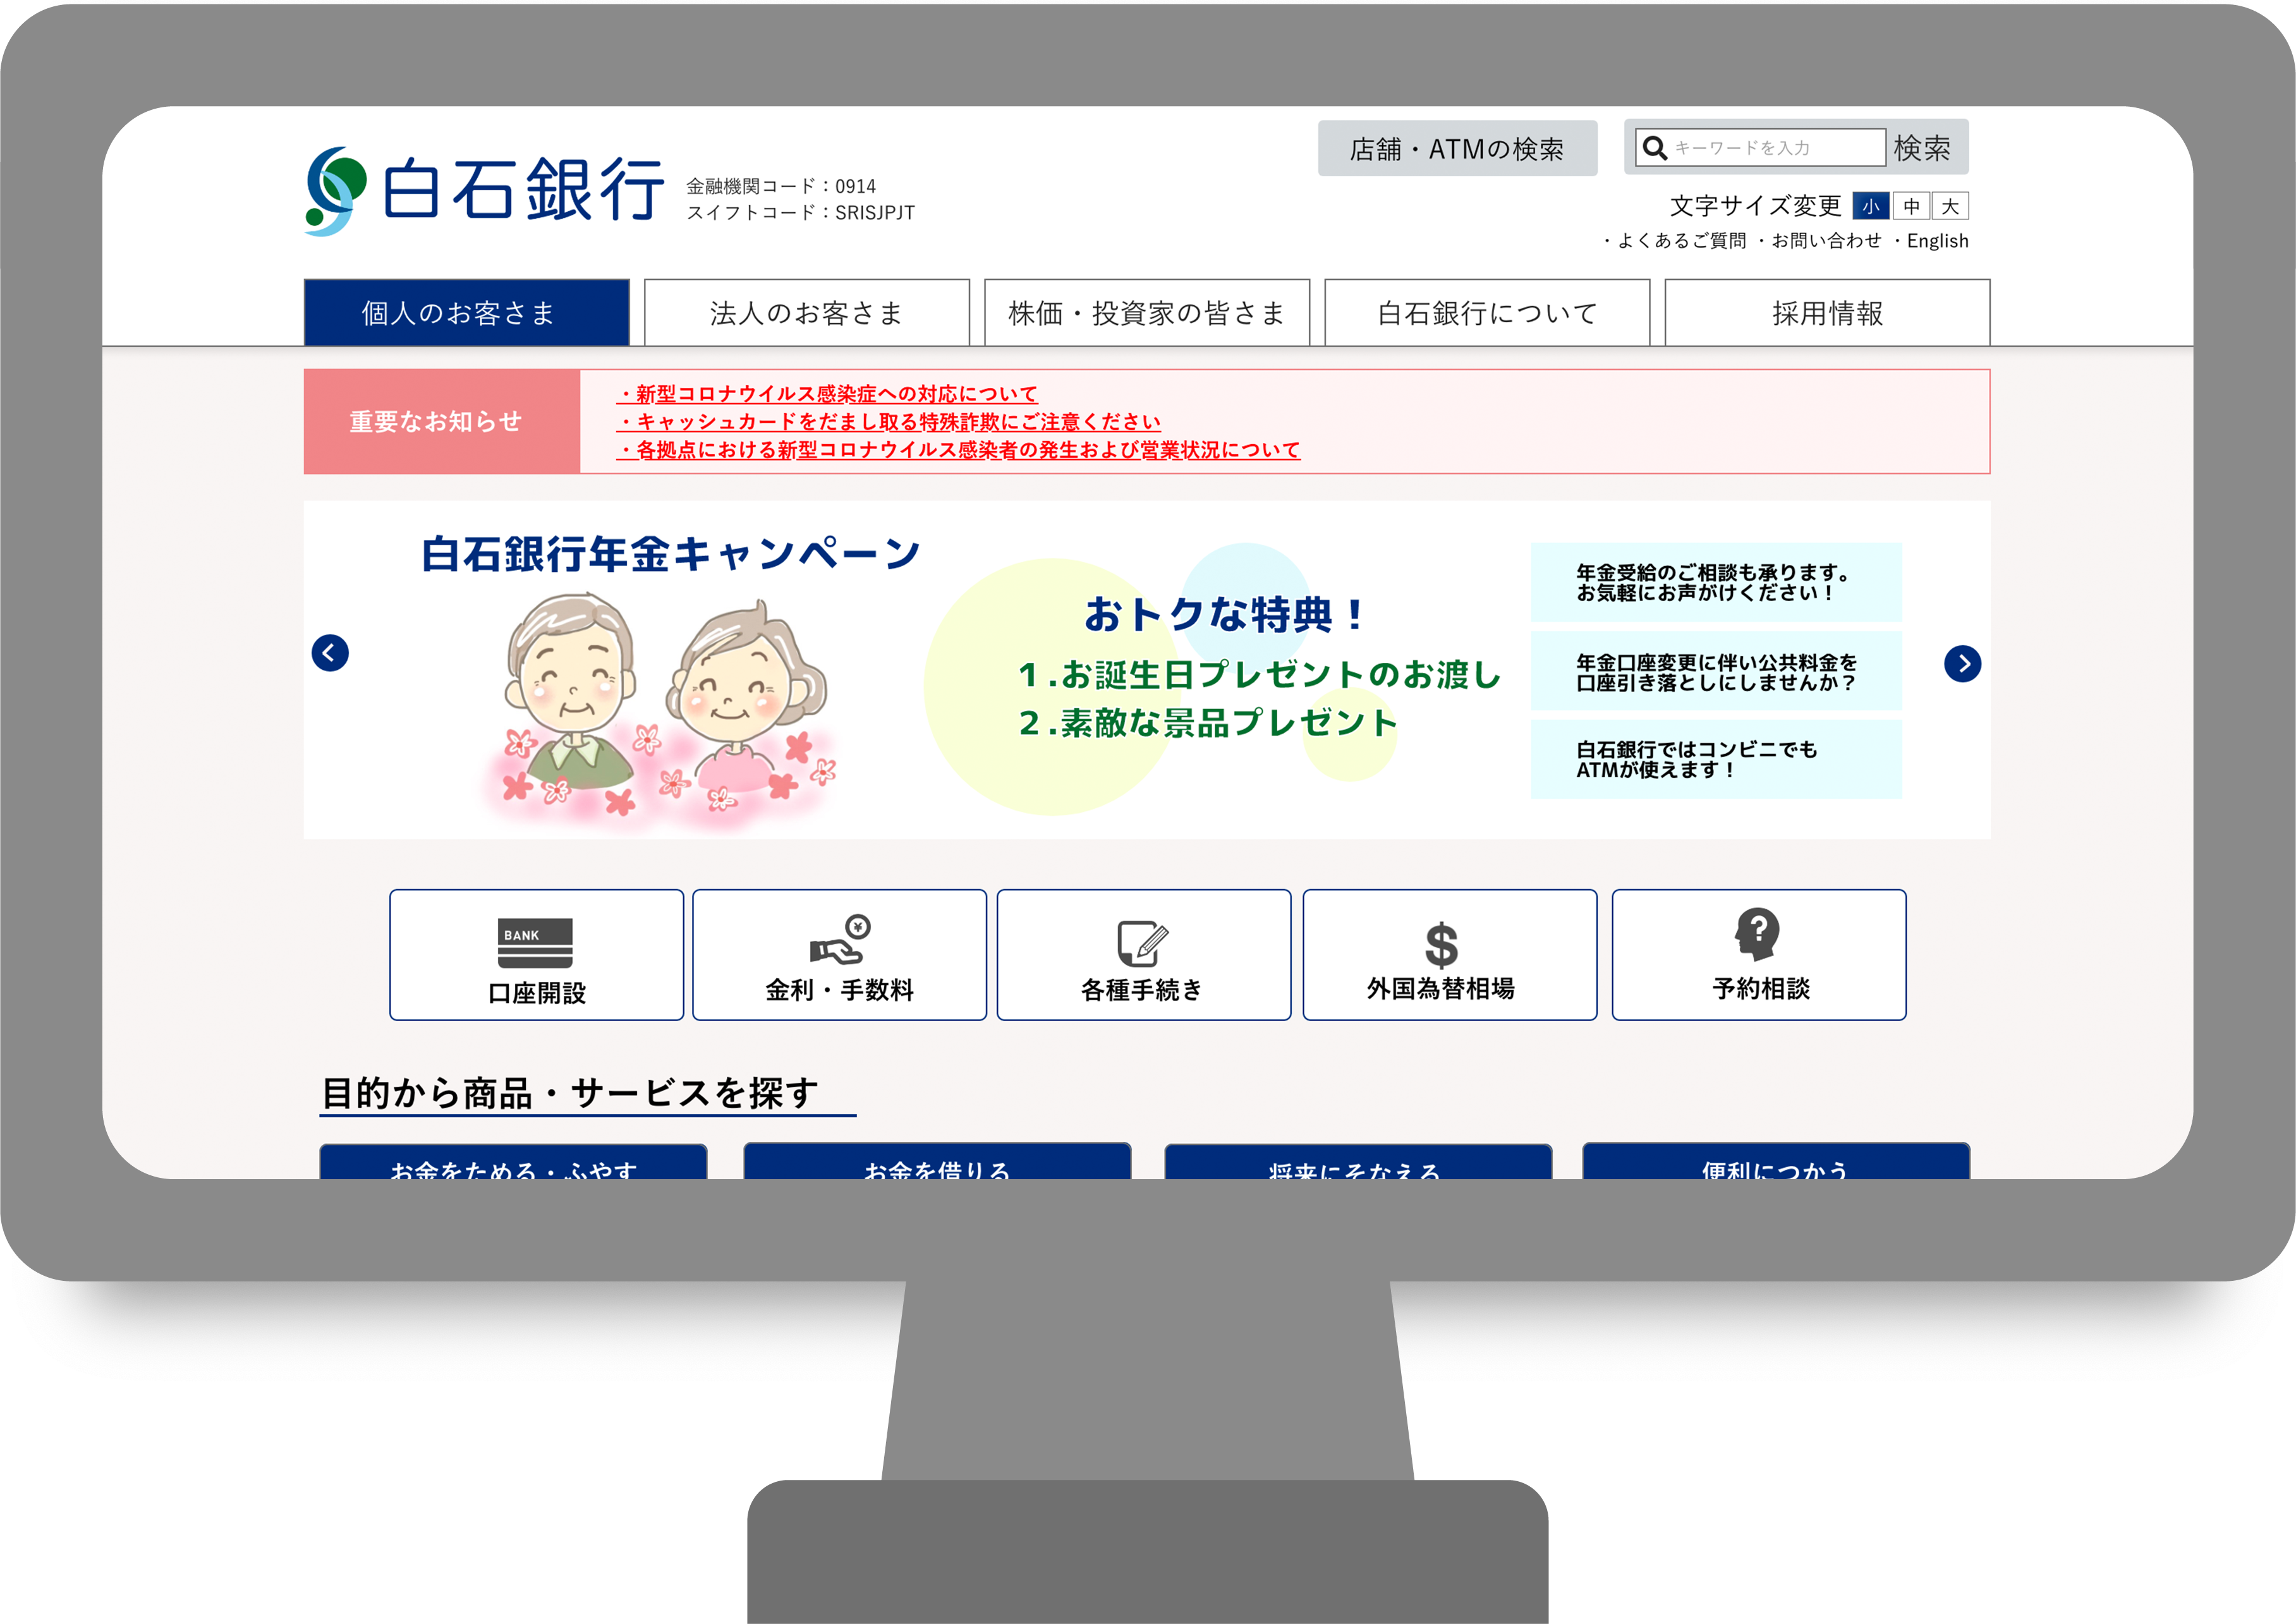 白石銀行
金融機関コード：0914
スイフトコード：SRISJPJT
店舗・ATMの検索
キーワードを入力
検索
文字サイズ変更 小 中 大
・よくあるご質問 ・お問い合わせ ・English
個人のお客さま
法人のお客さま
株価・投資家の皆さま
白石銀行について
採用情報
重要なお知らせ
・新型コロナウイルス感染症への対応について
・キャッシュカードをだまし取る特殊詐欺にご注意ください
・各拠点における新型コロナウイルス感染者の発生および営業状況について
白石銀行年金キャンペーン
おトクな特典！
１.お誕生日プレゼントのお渡し
２.素敵な景品プレゼント
年金受給のご相談も承ります。
お気軽にお声がけください！
年金口座変更に伴い公共料金を
口座引き落としにしませんか？
白石銀行ではコンビニでも
ATMが使えます！
BANK
口座開設
¥
金利・手数料
各種手続き
$
外国為替相場
?
予約相談
目的から商品・サービスを探す
お金をためる・ふやす
お金を借りる
将来にそなえる
便利につかう